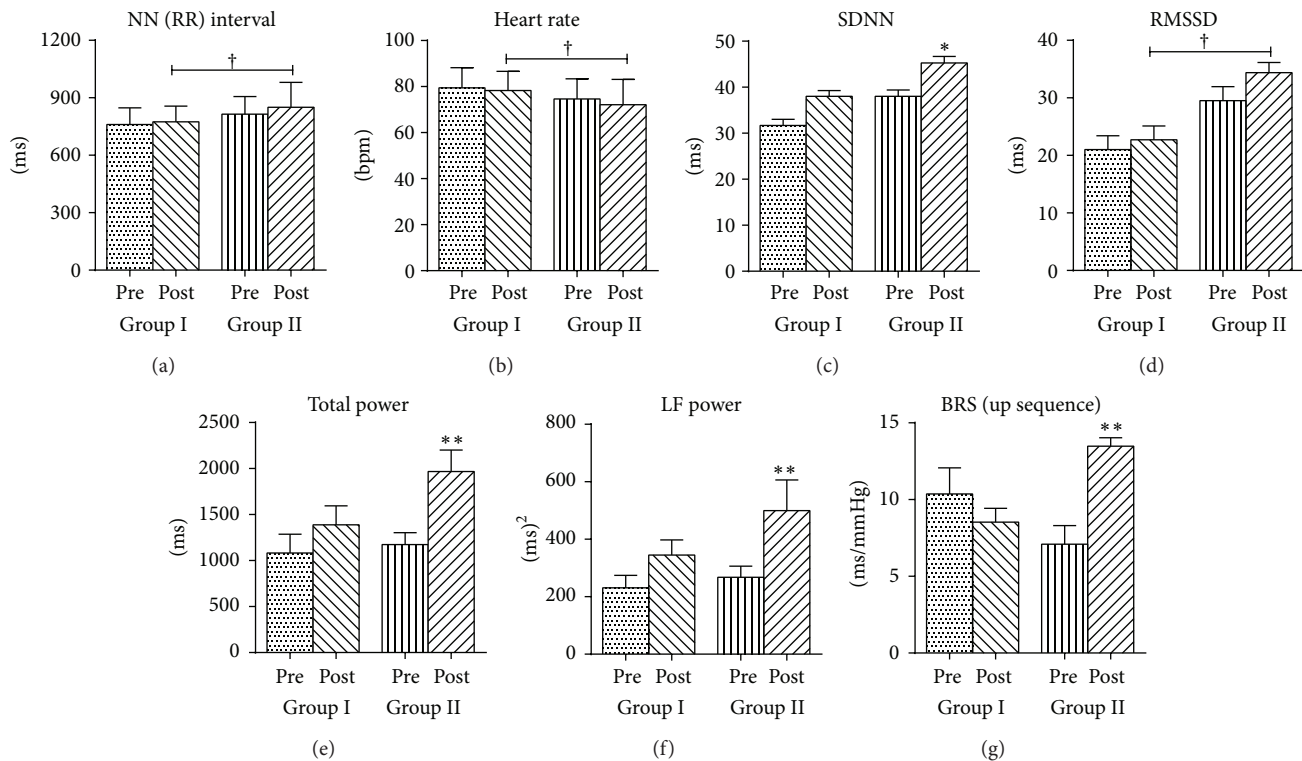 NN (RR) interval
1200
900
600
300
0
(ms)
†
Pre Post Pre Post
Group I Group II
(a)
Heart rate
100
80
60
40
20
0
(bpm)
†
Pre Post Pre Post
Group I Group II
(b)
SDNN
50
40
30
20
10
0
(ms)
*
Pre Post Pre Post
Group I Group II
(c)
RMSSD
40
30
20
10
0
(ms)
†
Pre Post Pre Post
Group I Group II
(d)
Total power
2500
2000
1500
1000
500
0
(ms)
**
Pre Post Pre Post
Group I Group II
(e)
LF power
800
600
400
200
0
(ms)²
**
Pre Post Pre Post
Group I Group II
(f)
BRS (up sequence)
15
10
5
0
(ms/mmHg)
**
Pre Post Pre Post
Group I Group II
(g)